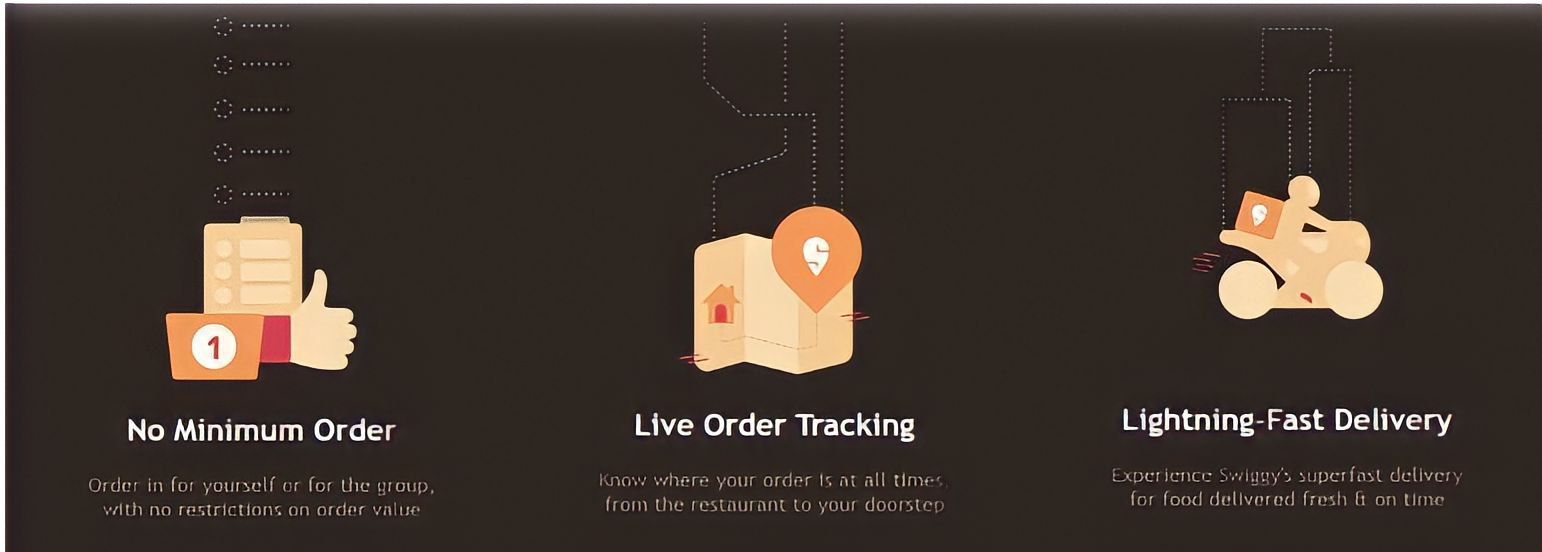 1
No Minimum Order
Order in for yourself or for the group,
with no restrictions on order value
Live Order Tracking
Know where your order is at all times,
from the restaurant to your doorstep
Lightning-Fast Delivery
Experience Swiggy's superfast delivery
for food delivered fresh & on time